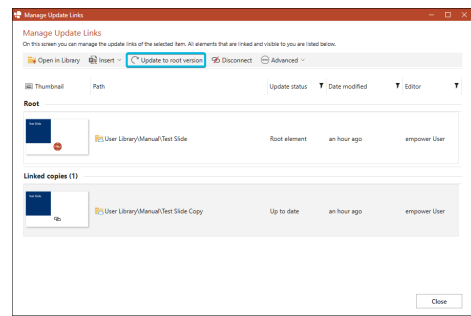 Manage Update Links
Manage Update Links
On this screen you can manage the update links of the selected item. All elements that are linked and visible to you are listed below.
Open in Library Insert Update to root version Disconnect Advanced
Thumbnail Path Update status Date modified Editor
Root
User Library\Manual\Test Slide Root element an hour ago empower User
Linked copies (1)
User Library\Manual\Test Slide Copy Up to date an hour ago empower User
Close